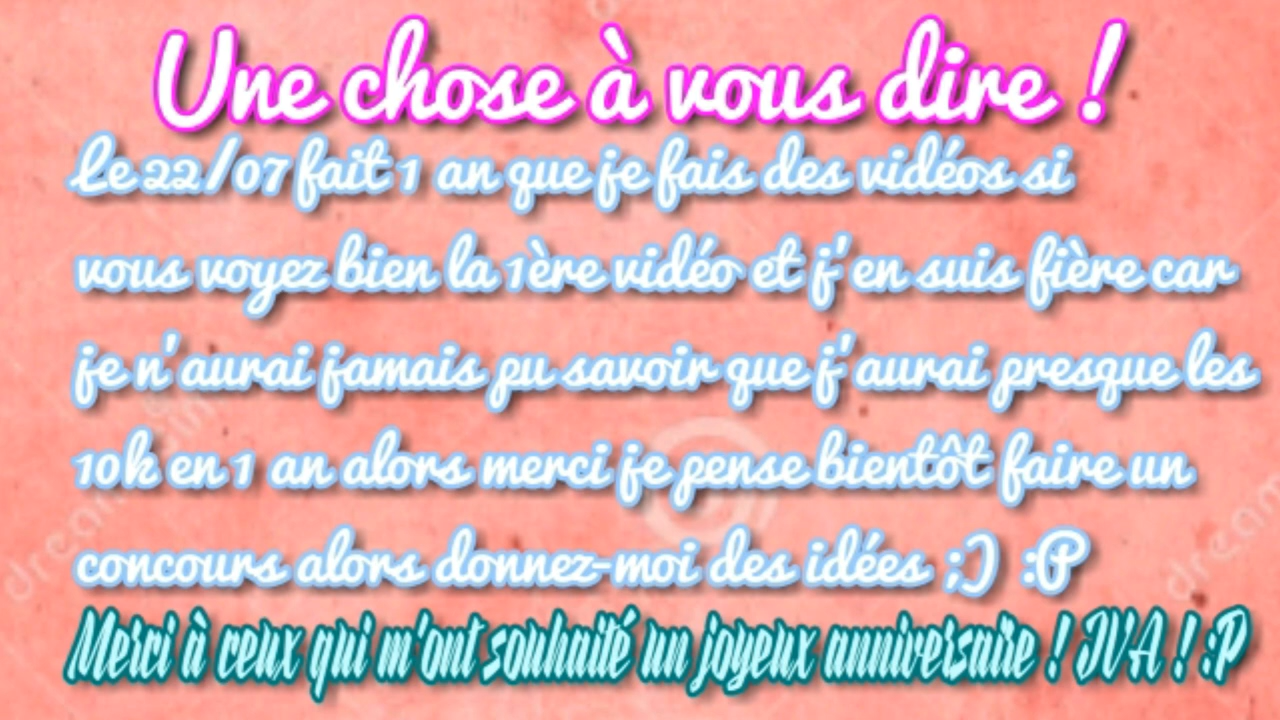 Une chose à vous dire !
Le 22/07 fait 1 an que je fais des vidéos si
vous voyez bien la 1ère vidéo et j'en suis fière car
je n'aurai jamais pu savoir que j'aurai presque les
10k en 1 an alors merci je pense bientôt faire un
concours alors donnez-moi des idées ;) :P
Merci à ceux qui m'ont souhaité un joyeux anniversaire ! JV'A ! :P